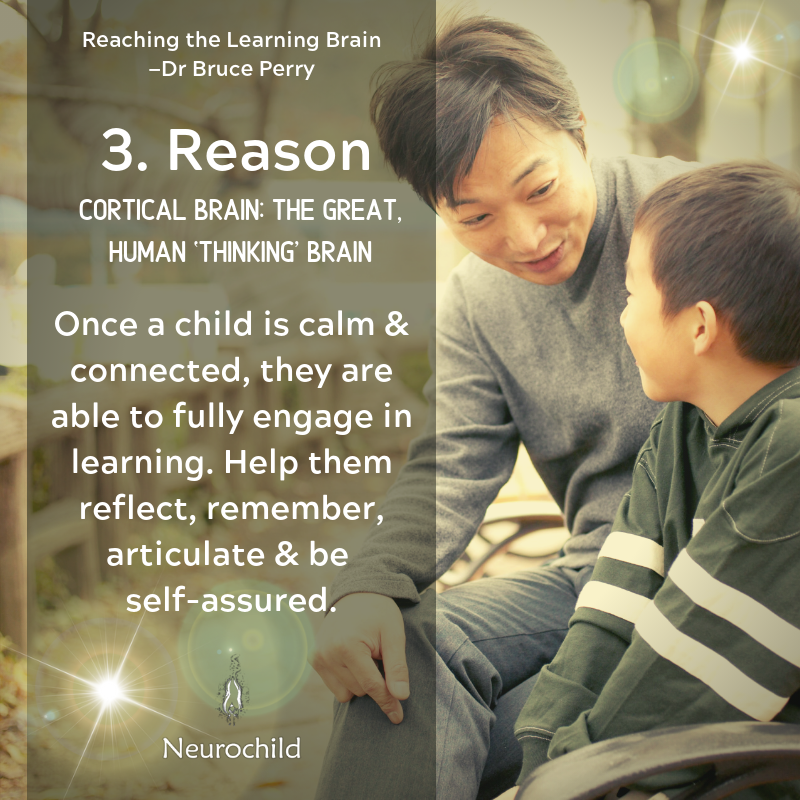 Reaching the Learning Brain
–Dr Bruce Perry
3. Reason
CORTICAL BRAIN: THE GREAT,
HUMAN ‘THINKING’ BRAIN
Once a child is calm &
connected, they are
able to fully engage in
learning. Help them
reflect, remember,
articulate & be
self-assured.
Neurochild